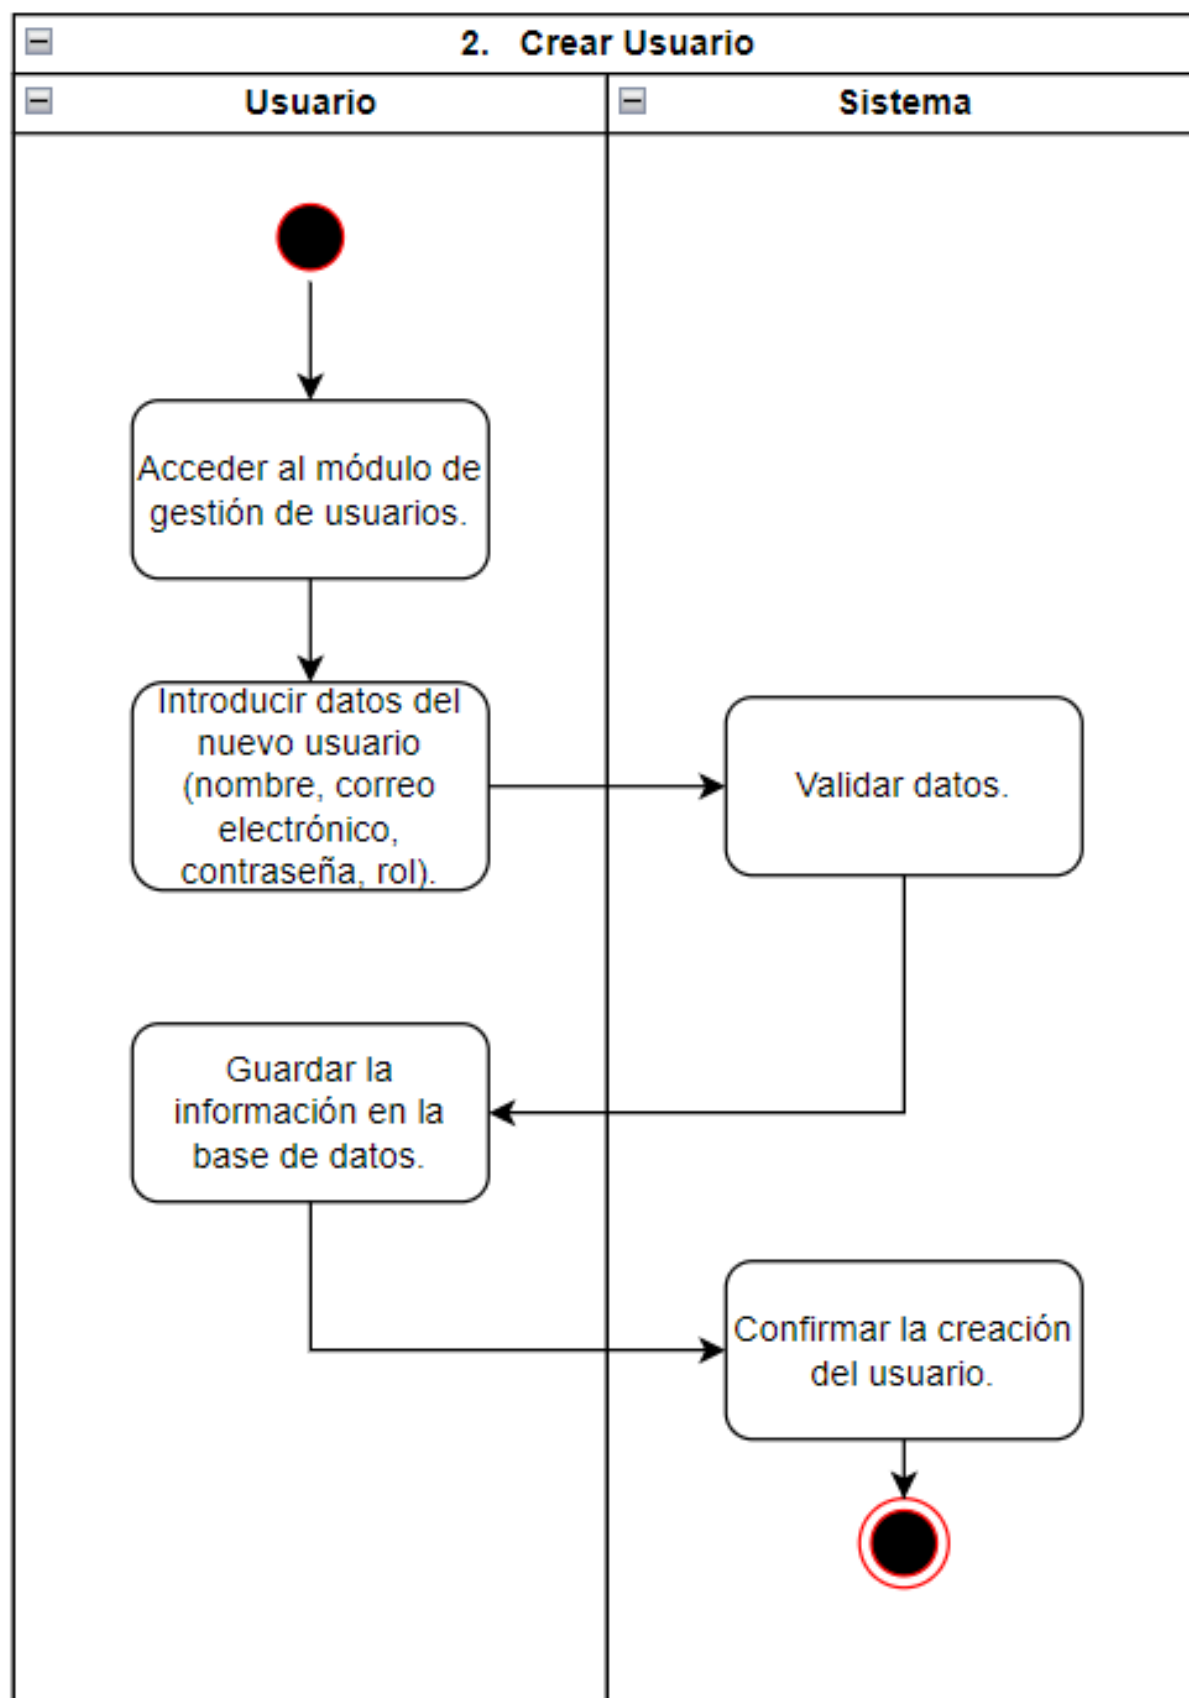 2. Crear Usuario
Usuario
Sistema
Acceder al módulo de
gestión de usuarios.
Introducir datos del
nuevo usuario
(nombre, correo
electrónico,
contraseña, rol).
Validar datos.
Guardar la
información en la
base de datos.
Confirmar la creación
del usuario.